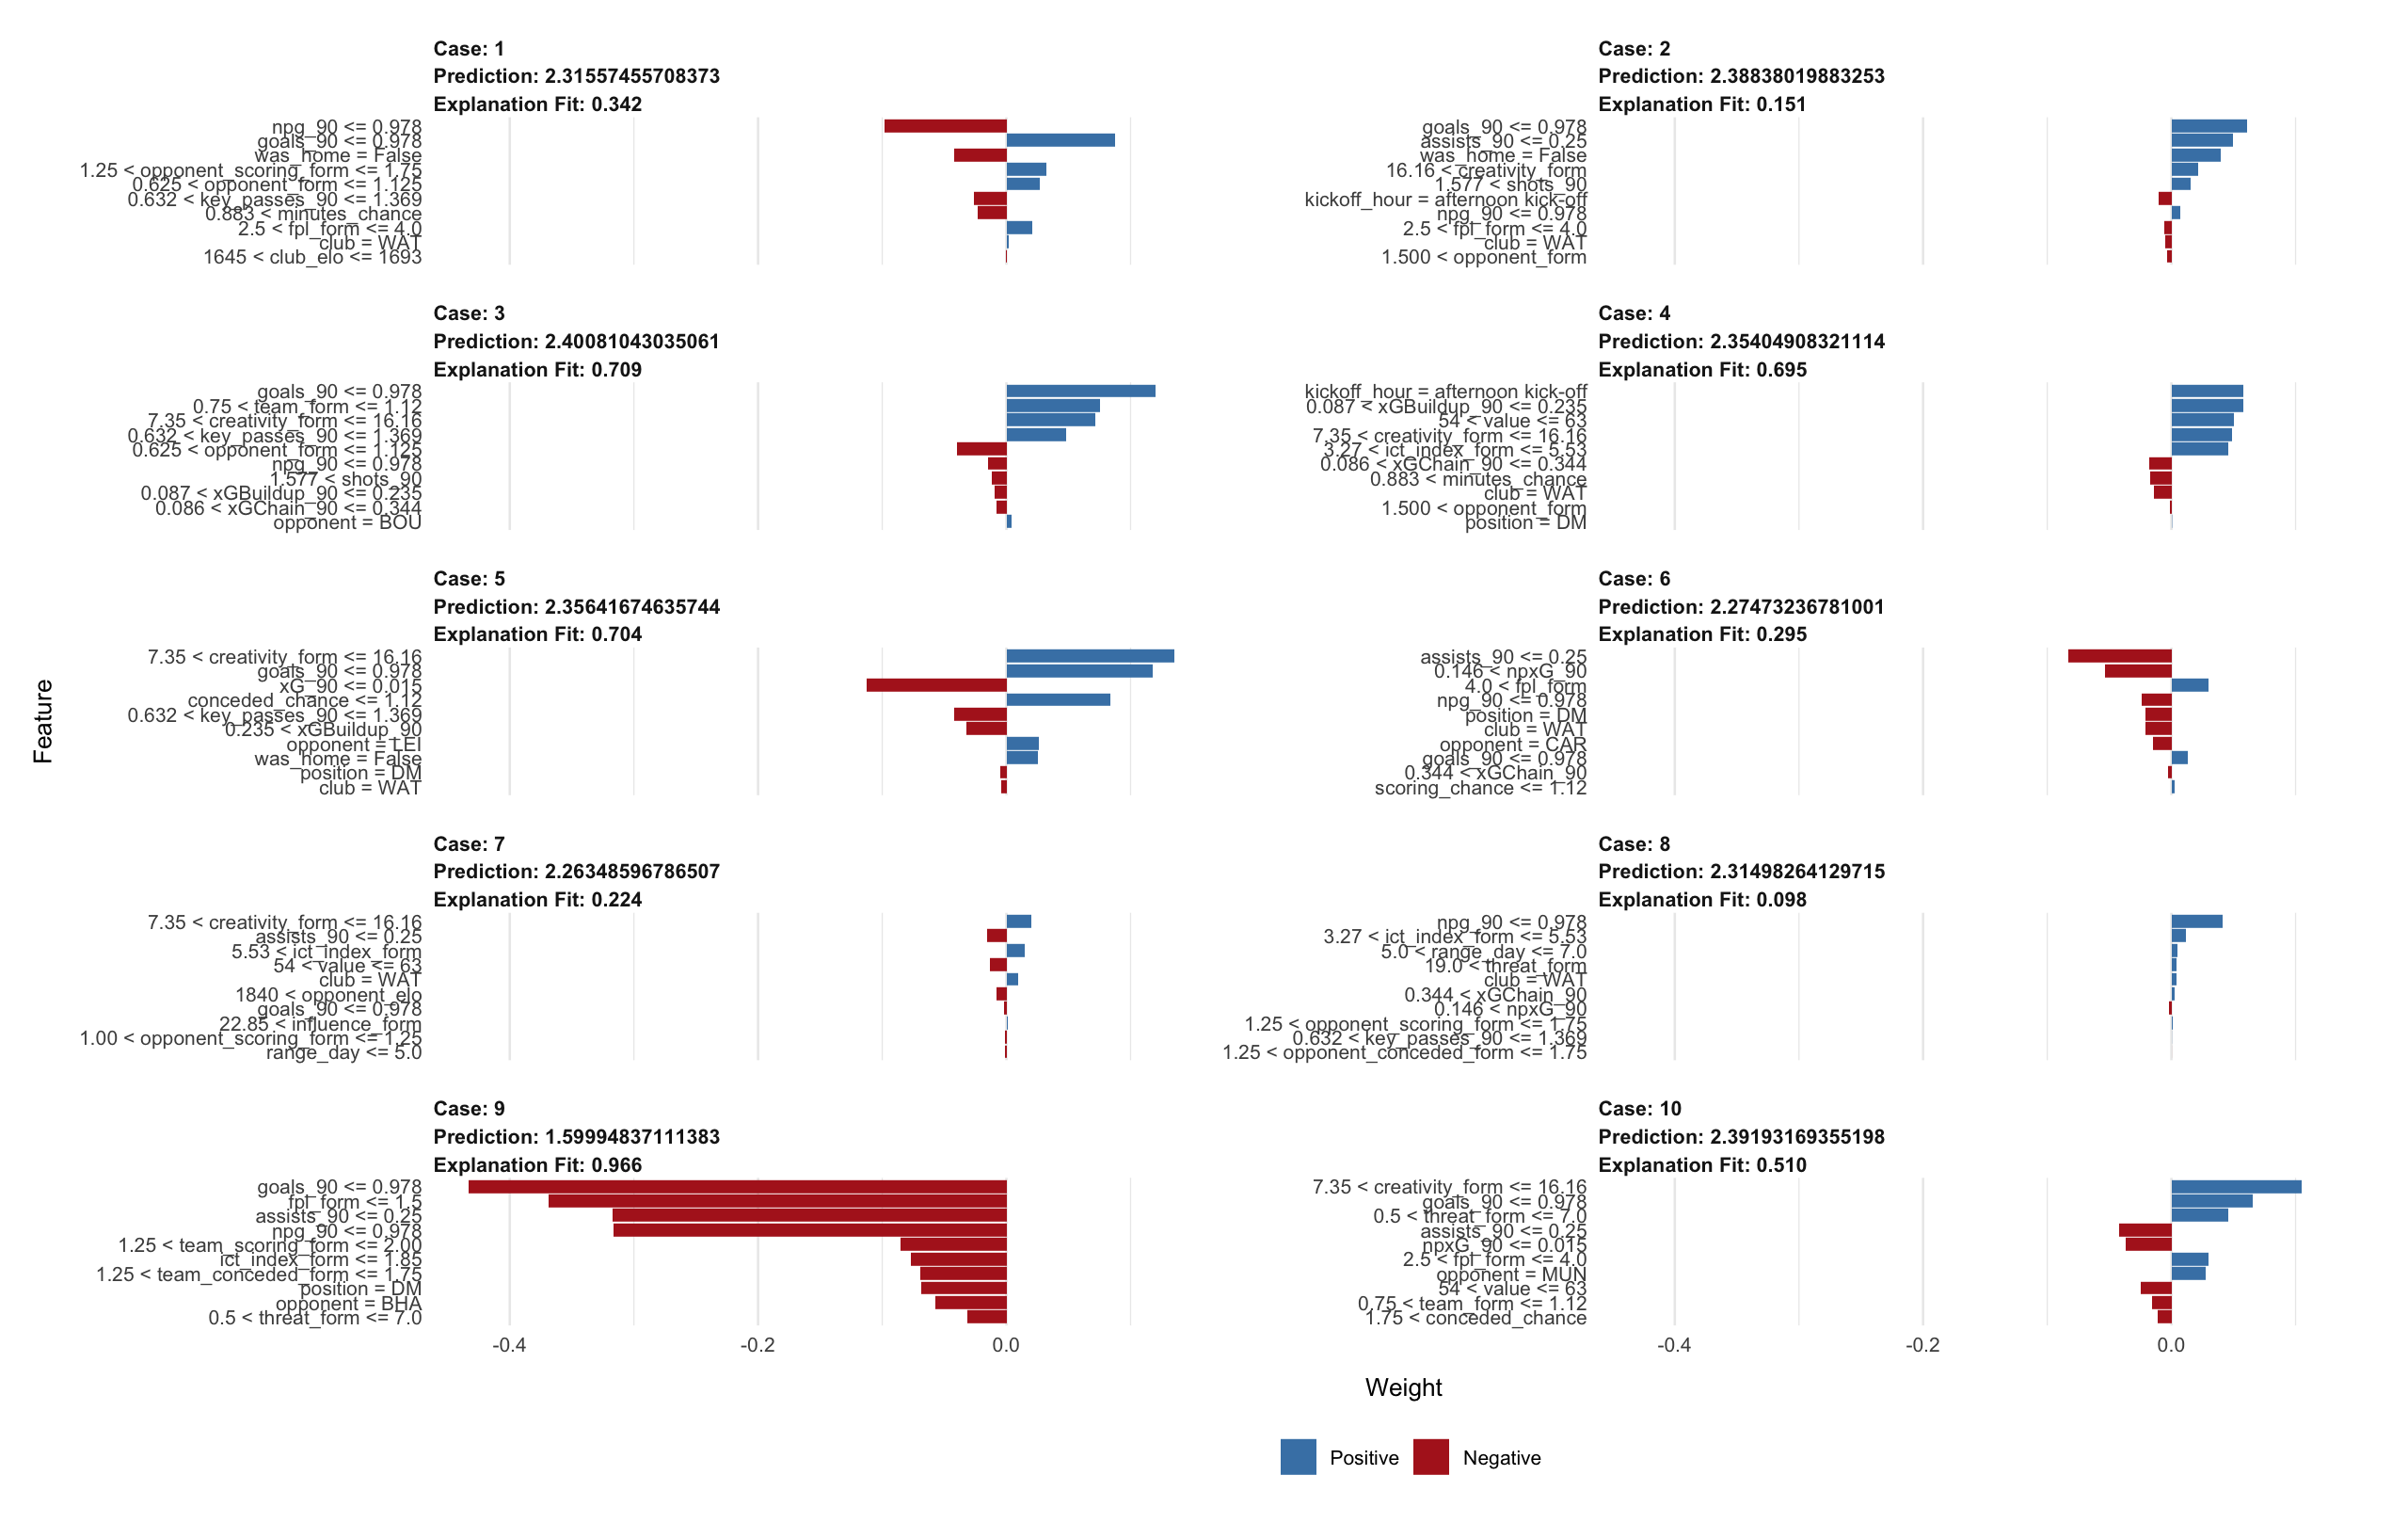 Case: 1
Prediction: 2.31557455708373
Explanation Fit: 0.342
npg_90 <= 0.978
goals_90 <= 0.978
was_home = False
1.25 < opponent_scoring_form <= 1.75
0.625 < opponent_form <= 1.125
0.632 < key_passes_90 <= 1.369
0.883 < minutes_chance
2.5 < fpl_form <= 4.0
club = WAT
1645 < club_elo <= 1693
Case: 2
Prediction: 2.38838019883253
Explanation Fit: 0.151
goals_90 <= 0.978
assists_90 <= 0.25
was_home = False
16.16 < creativity_form
1.577 < shots_90
kickoff_hour = afternoon kick-off
npg_90 <= 0.978
2.5 < fpl_form <= 4.0
club = WAT
1.500 < opponent_form
Case: 3
Prediction: 2.40081043035061
Explanation Fit: 0.709
goals_90 <= 0.978
0.75 < team_form <= 1.12
7.35 < creativity_form <= 16.16
0.632 < key_passes_90 <= 1.369
0.625 < opponent_form <= 1.125
npg_90 <= 0.978
1.577 < shots_90
0.087 < xGBuildup_90 <= 0.235
0.086 < xGChain_90 <= 0.344
opponent = BOU
Case: 4
Prediction: 2.35404908321114
Explanation Fit: 0.695
kickoff_hour = afternoon kick-off
0.087 < xGBuildup_90 <= 0.235
54 < value <= 63
7.35 < creativity_form <= 16.16
3.27 < ict_index_form <= 5.53
0.086 < xGChain_90 <= 0.344
0.883 < minutes_chance
club = WAT
1.500 < opponent_form
position = DM
Case: 5
Prediction: 2.35641674635744
Explanation Fit: 0.704
7.35 < creativity_form <= 16.16
goals_90 <= 0.978
xG_90 <= 0.015
conceded_chance <= 1.12
0.632 < key_passes_90 <= 1.369
0.235 < xGBuildup_90
opponent = LEI
was_home = False
position = DM
club = WAT
Case: 6
Prediction: 2.27473236781001
Explanation Fit: 0.295
assists_90 <= 0.25
0.146 < npxG_90
4.0 < fpl_form
npg_90 <= 0.978
position = DM
club = WAT
opponent = CAR
goals_90 <= 0.978
0.344 < xGChain_90
scoring_chance <= 1.12
Case: 7
Prediction: 2.26348596786507
Explanation Fit: 0.224
7.35 < creativity_form <= 16.16
assists_90 <= 0.25
5.53 < ict_index_form
54 < value <= 63
club = WAT
1840 < opponent_elo
goals_90 <= 0.978
22.85 < influence_form
1.00 < opponent_scoring_form <= 1.25
range_day <= 5.0
Case: 8
Prediction: 2.31498264129715
Explanation Fit: 0.098
npg_90 <= 0.978
3.27 < ict_index_form <= 5.53
5.0 < range_day <= 7.0
19.0 < threat_form
club = WAT
0.344 < xGChain_90
0.146 < npxG_90
1.25 < opponent_scoring_form <= 1.75
0.632 < key_passes_90 <= 1.369
1.25 < opponent_conceded_form <= 1.75
Case: 9
Prediction: 1.59994837111383
Explanation Fit: 0.966
goals_90 <= 0.978
fpl_form <= 1.5
assists_90 <= 0.25
npg_90 <= 0.978
1.25 < team_scoring_form <= 2.00
ict_index_form <= 1.85
1.25 < team_conceded_form <= 1.75
position = DM
opponent = BHA
0.5 < threat_form <= 7.0
Case: 10
Prediction: 2.39193169355198
Explanation Fit: 0.510
7.35 < creativity_form <= 16.16
goals_90 <= 0.978
0.5 < threat_form <= 7.0
assists_90 <= 0.25
npxG_90 <= 0.015
2.5 < fpl_form <= 4.0
opponent = MUN
54 < value <= 63
0.75 < team_form <= 1.12
1.75 < conceded_chance
Feature
-0.4 -0.2 0.0
-0.4 -0.2 0.0
Weight
Positive Negative